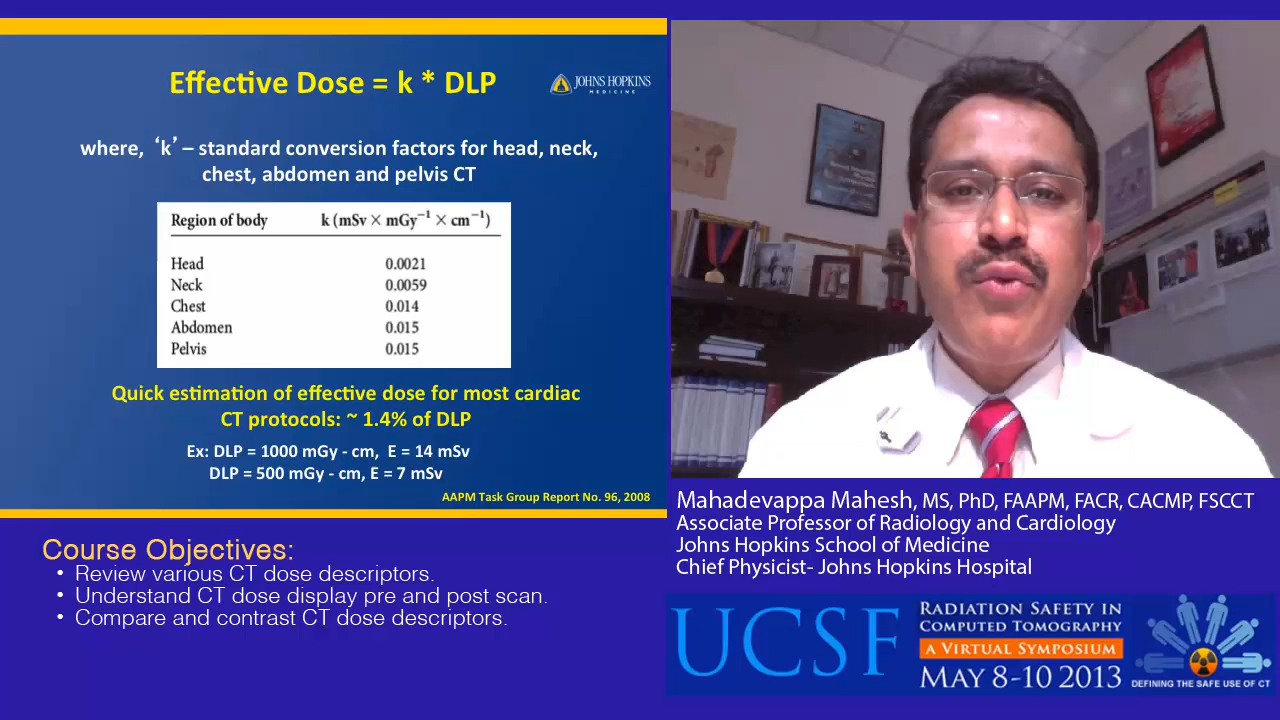 Effective Dose = k * DLP
JOHNS HOPKINS
MEDICINE
where, ‘k’ – standard conversion factors for head, neck,
chest, abdomen and pelvis CT
Region of body k (mSv × mGy⁻¹ × cm⁻¹)
Head 0.0021
Neck 0.0059
Chest 0.014
Abdomen 0.015
Pelvis 0.015
Quick estimation of effective dose for most cardiac
CT protocols: ~ 1.4% of DLP
Ex: DLP = 1000 mGy - cm, E = 14 mSv
DLP = 500 mGy - cm, E = 7 mSv
AAPM Task Group Report No. 96, 2008
Course Objectives:
• Review various CT dose descriptors.
• Understand CT dose display pre and post scan.
• Compare and contrast CT dose descriptors.
Mahadevappa Mahesh, MS, PhD, FAAPM, FACR, CACMP, FSCCT
Associate Professor of Radiology and Cardiology
Johns Hopkins School of Medicine
Chief Physicist- Johns Hopkins Hospital
UCSF
RADIATION SAFETY IN
COMPUTED TOMOGRAPHY
A VIRTUAL SYMPOSIUM
MAY 8-10 2013
DEFINING THE SAFE USE OF CT